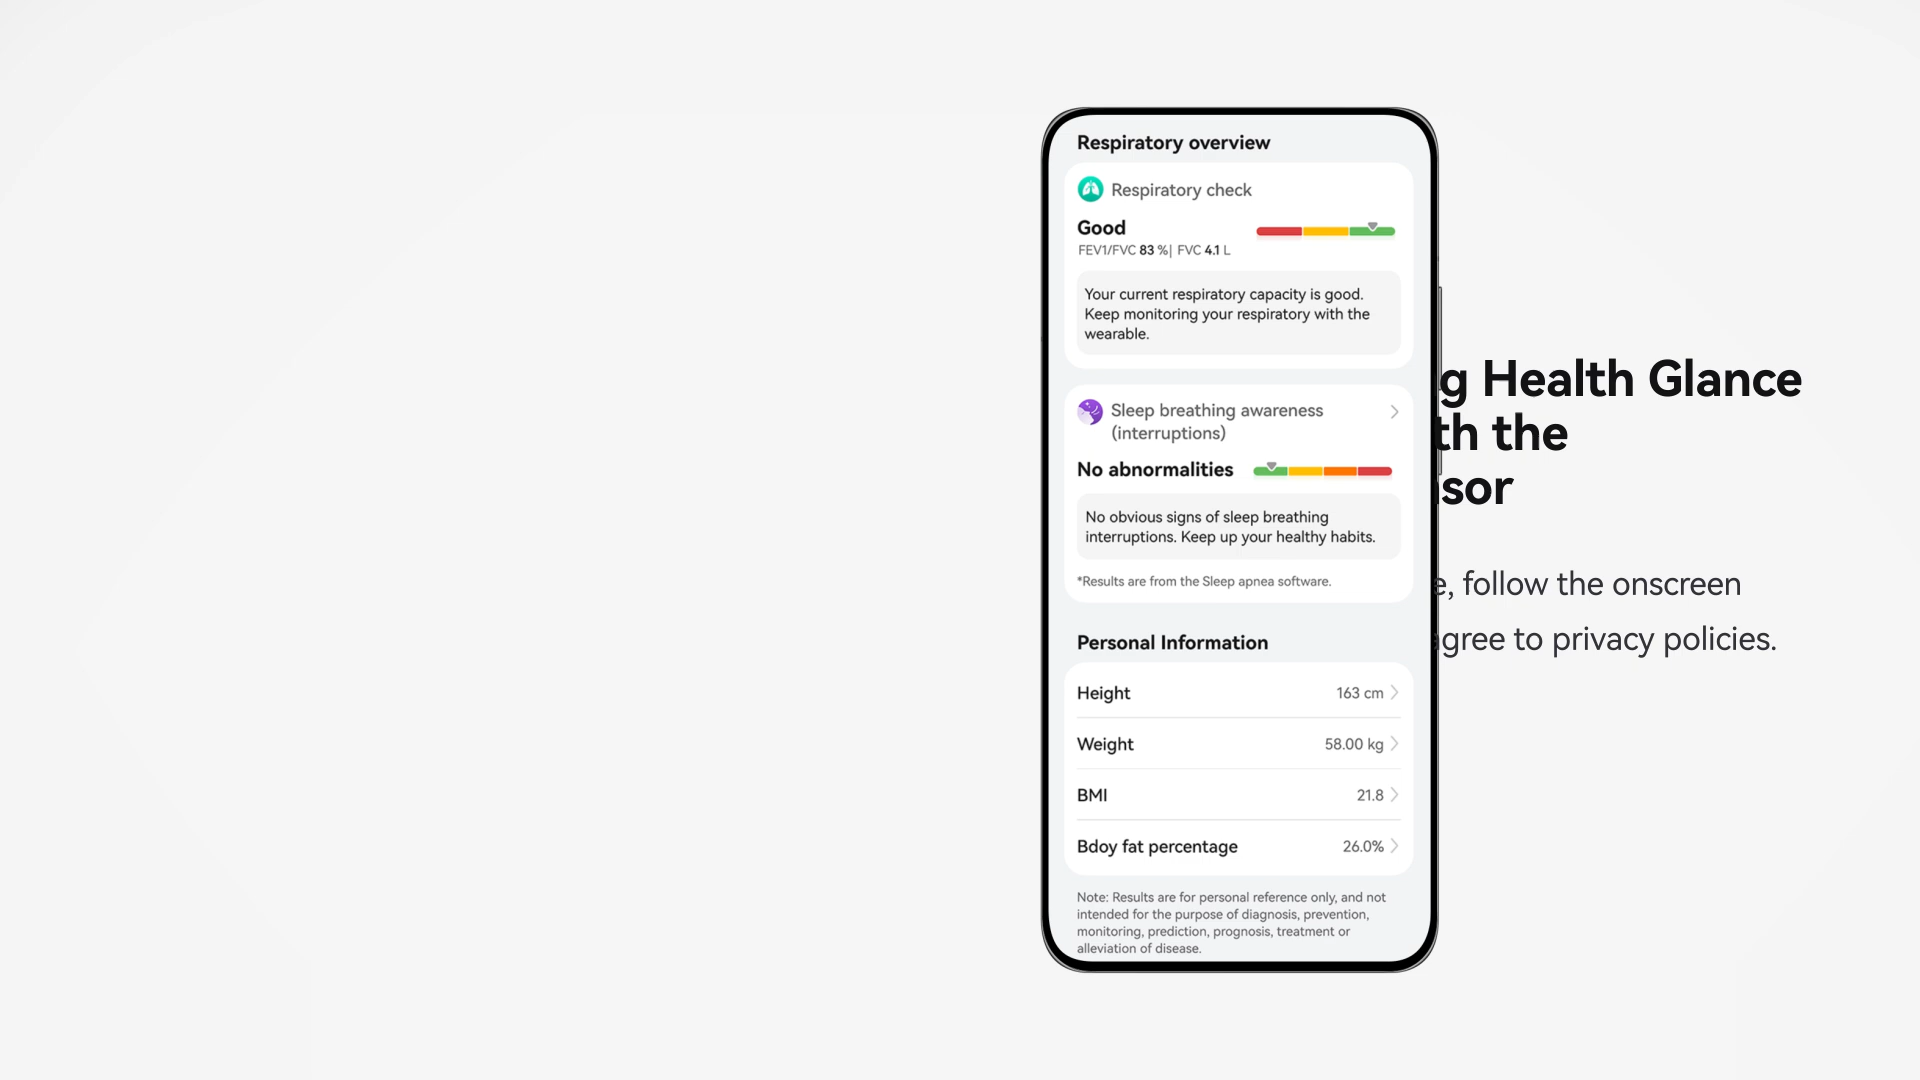 Respiratory overview
Respiratory check
Good
FEV1/FVC 83 %| FVC 4.1 L
Your current respiratory capacity is good.
Keep monitoring your respiratory with the
wearable.
Sleep breathing awareness
(interruptions)
No abnormalities
No obvious signs of sleep breathing
interruptions. Keep up your healthy habits.
*Results are from the Sleep apnea software.
Personal Information
Height 163 cm
Weight 58.00 kg
BMI 21.8
Bdoy fat percentage 26.0%
Note: Results are for personal reference only, and not
intended for the purpose of diagnosis, prevention,
monitoring, prediction, prognosis, treatment or
alleviation of disease.
Health Glance
the
follow the onscreen
to privacy policies.